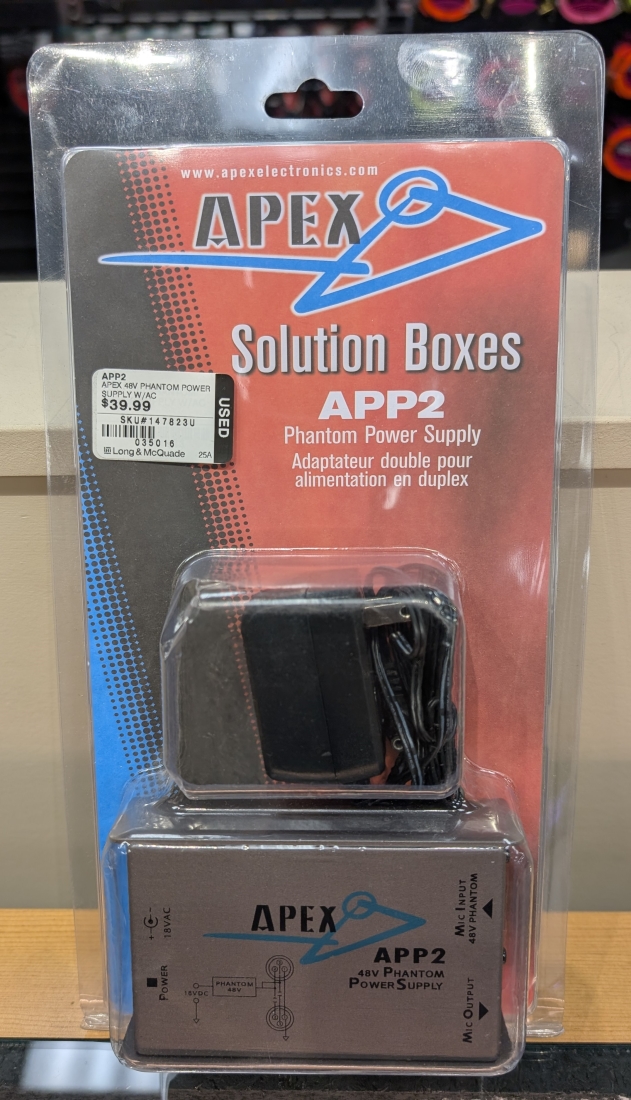 www.apexelectronics.com
APEX
Solution Boxes
APP2
Phantom Power Supply
Adaptateur double pour
alimentation en duplex
APP2
APEX 48V PHANTOM POWER
SUPPLY W/AC
$39.99
SKU#147823U
035016
Long & McQuade 25A
USED
APEX
APP2
48V PHANTOM
POWER SUPPLY
18VAC
POWER
18VDC
PHANTOM
48V
MIC INPUT
48V PHANTOM
MIC OUTPUT